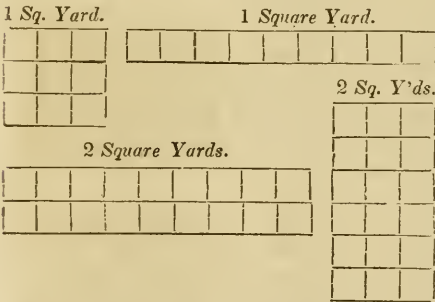 1 Sq. Yard.
1 Square Yard.
2 Sq. Y'ds.
2 Square Yards.